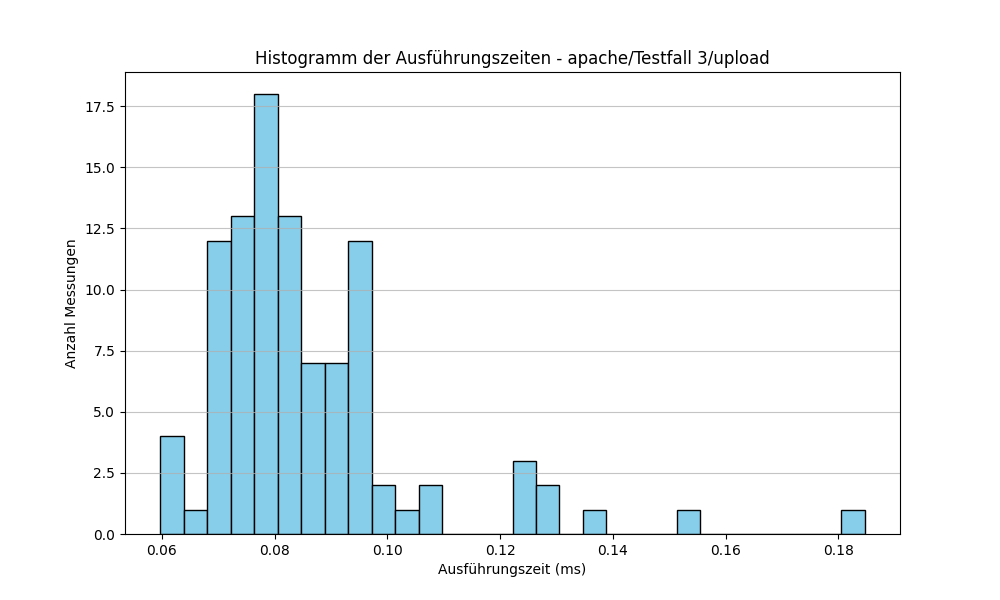 Histogramm der Ausführungszeiten - apache/Testfall 3/upload
17.5
15.0
12.5
10.0
7.5
5.0
2.5
0.0
Anzahl Messungen
0.06 0.08 0.10 0.12 0.14 0.16 0.18
Ausführungszeit (ms)